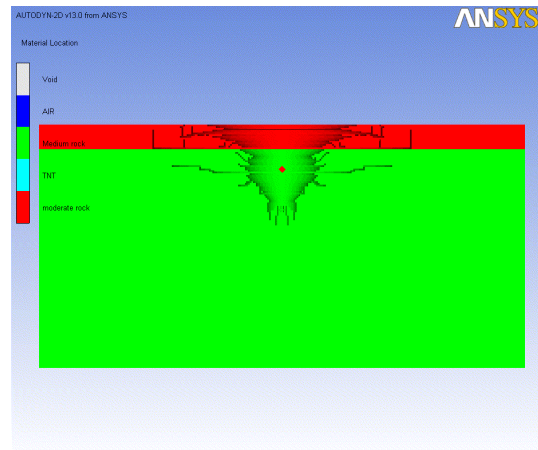 AUTODYN-2D v13.0 from ANSYS
ANSYS
Material Location
Void
AIR
Medium rock
TNT
moderate rock